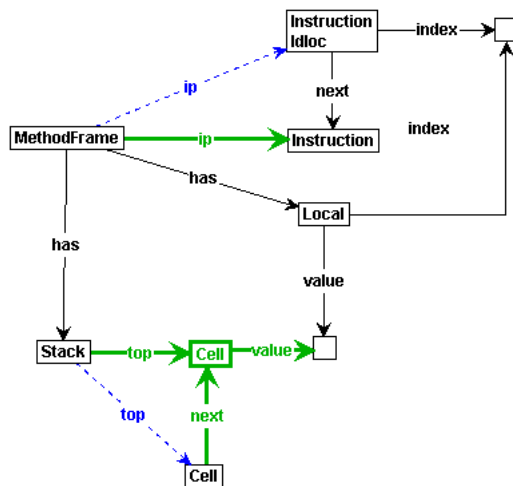 Instruction
ldloc
index
ip
next
MethodFrame
ip
Instruction
index
has
Local
has
value
Stack
top
Cell
value
top
next
Cell